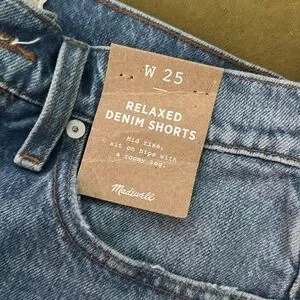 W 25
RELAXED
DENIM SHORTS
Mid rise,
sit on hips with
a roomy leg.
Madewell